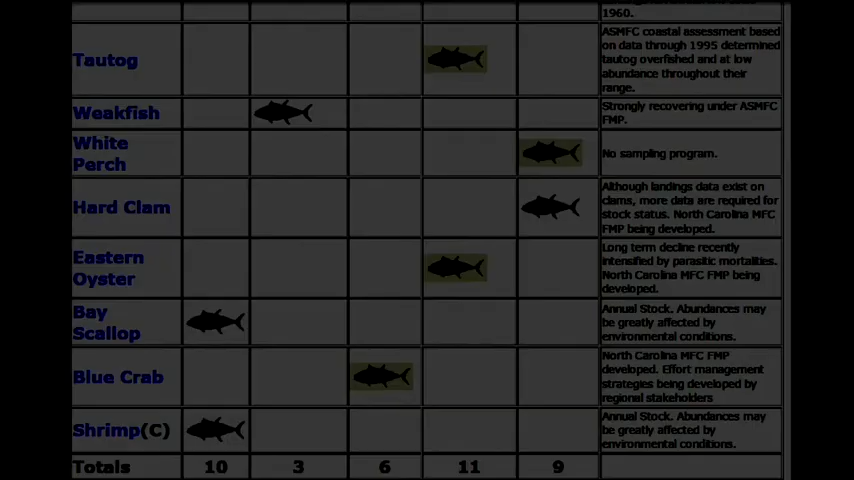 1960.
Tautog
ASMFC coastal assessment based
on data through 1995 determined
tautog overfished and at low
abundance throughout their
range.
Weakfish
Strongly recovering under ASMFC
FMP.
White
Perch
No sampling program.
Hard Clam
Although landings data exist on
clams, more data are required for
stock status. North Carolina MFC
FMP being developed.
Eastern
Oyster
Long term decline recently
intensified by parasitic mortalities.
North Carolina MFC FMP being
developed.
Bay
Scallop
Annual Stock. Abundances may
be greatly affected by
environmental conditions.
Blue Crab
North Carolina MFC FMP
developed. Effort management
strategies being developed by
regional stakeholders
Shrimp(C)
Annual Stock. Abundances may
be greatly affected by
environmental conditions.
Totals 10 3 6 11 9